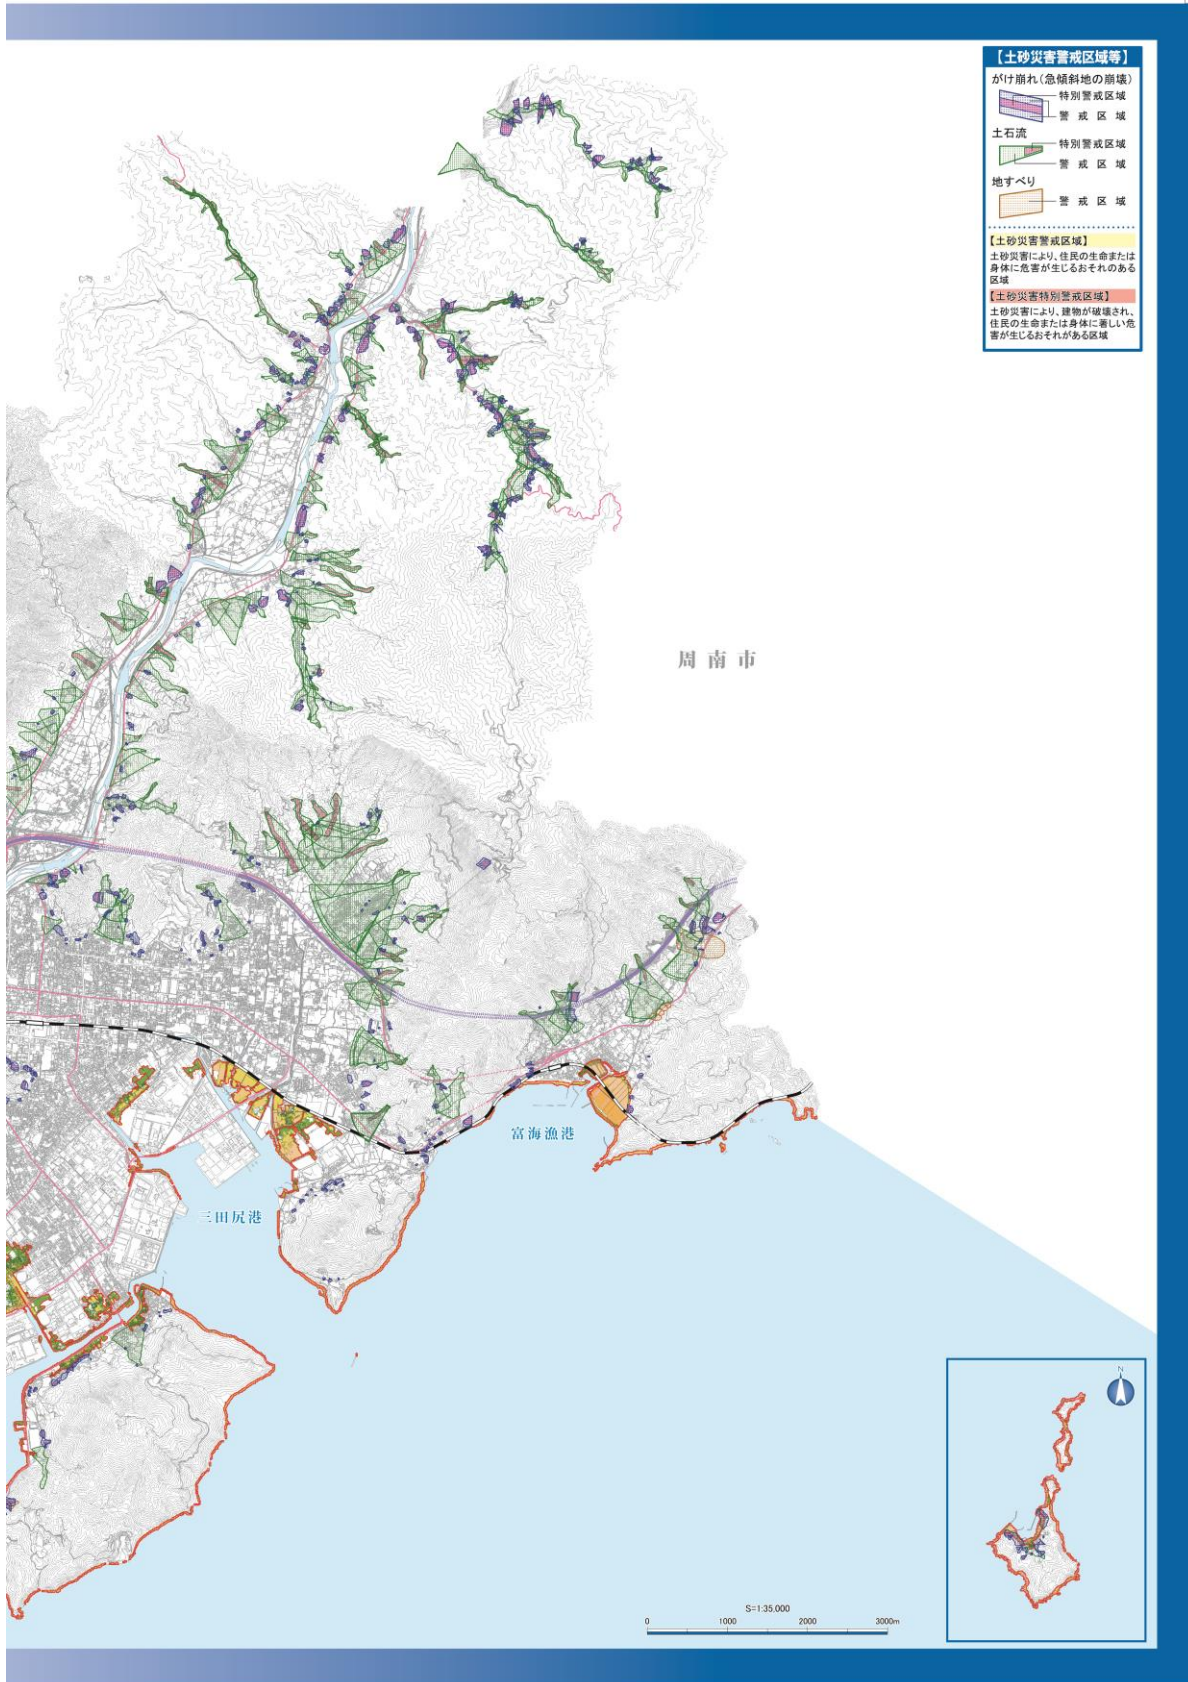 【土砂災害警戒区域等】
がけ崩れ（急傾斜地の崩壊）
特別警戒区域
警戒区域
土石流
特別警戒区域
警戒区域
地すべり
警戒区域
【土砂災害警戒区域】
土砂災害により、住民の生命または
身体に危害が生じるおそれのある
区域
【土砂災害特別警戒区域】
土砂災害により、建物が破壊され、
住民の生命または身体に著しい危
害が生じるおそれがある区域
周南市
富海漁港
三田尻港
N
S=1:35,000
0 1000 2000 3000m